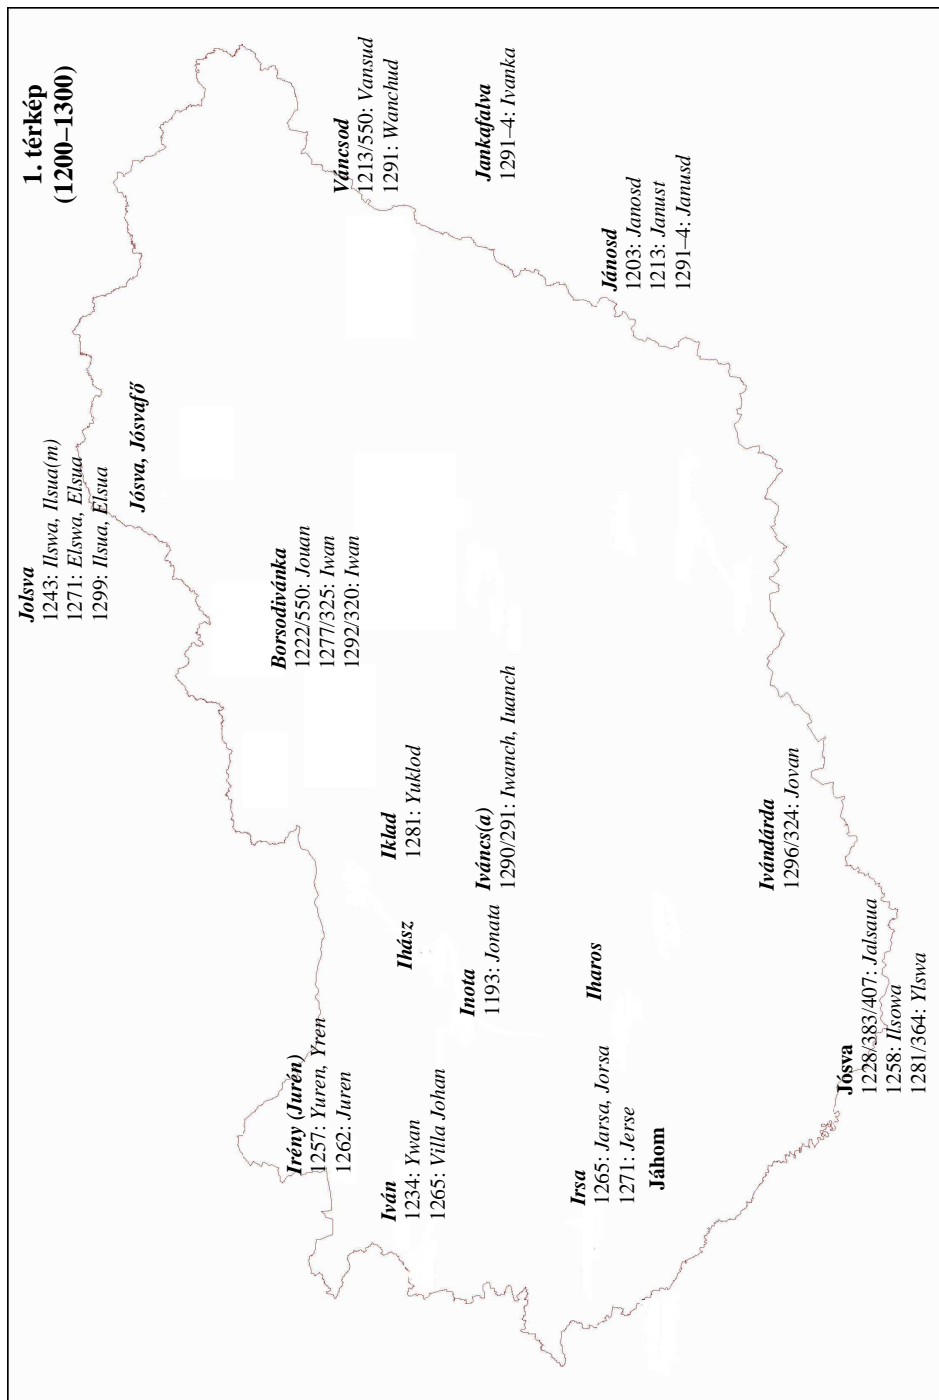 1. térkép
(1200–1300)
Jolsva
1243: Ilswa, Ilsua(m)
1271: Elswa, Elsua
1299: Ilsua, Elsua
Jósva, Jósvafő
Váncsod
1213/550: Vansud
1291: Wanchud
Jankafalva
1291–4: Ivanka
Jánosd
1203: Janosd
1213: Janust
1291–4: Janusd
Borsodivánka
1222/550: Jouan
1277/325: Iwan
1292/320: Iwan
Iklad
1281: Yuklod
Iváncs(a)
1290/291: Iwanch, Iuanch
Ivándárda
1296/324: Jovan
Ihász
Inota
1193: Jonata
Iharos
Irény (Jurén)
1257: Yuren, Yren
1262: Juren
Iván
1234: Ywan
1265: Villa Johan
Irsa
1265: Jarsa, Jorsa
1271: Jerse
Jáhom
Jósva
1228/383/407: Jalsaua
1258: Ilsowa
1281/364: Ylswa